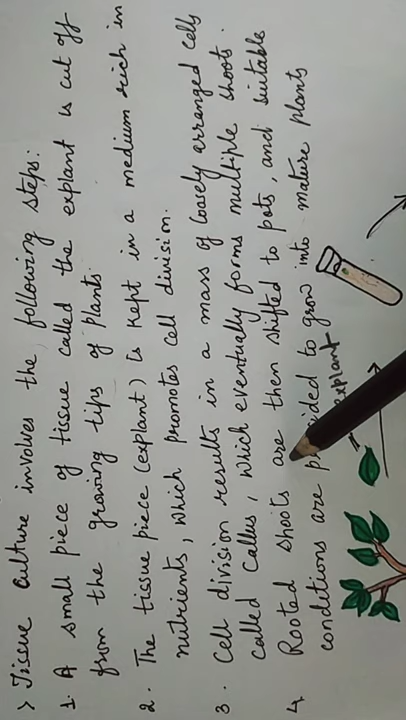 > Tissue Culture involves the following steps:
1. A small piece of tissue called the explant is cut off
from the growing tips of Plants.
2. The tissue piece (explant) is kept in a medium rich in
nutrients, which promotes cell division.
3. Cell division results in a mass of loosely arranged cells
called Callus, which eventually forms multiple shoots.
4 Rooted shoots are then shifted to pots, and suitable
conditions are to grow into mature plants
explant